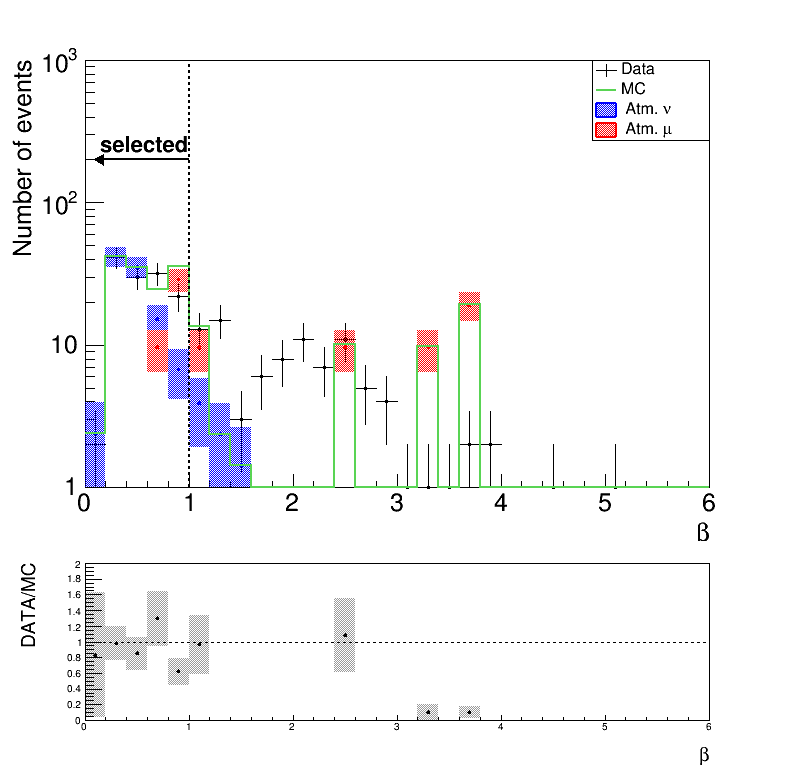 Number of events
10³
10²
10
1
Data
MC
Atm. ν
Atm. μ
selected
0 1 2 3 4 5 6
β
DATA/MC
2
1.8
1.6
1.4
1.2
1
0.8
0.6
0.4
0.2
0
0 1 2 3 4 5 6
β